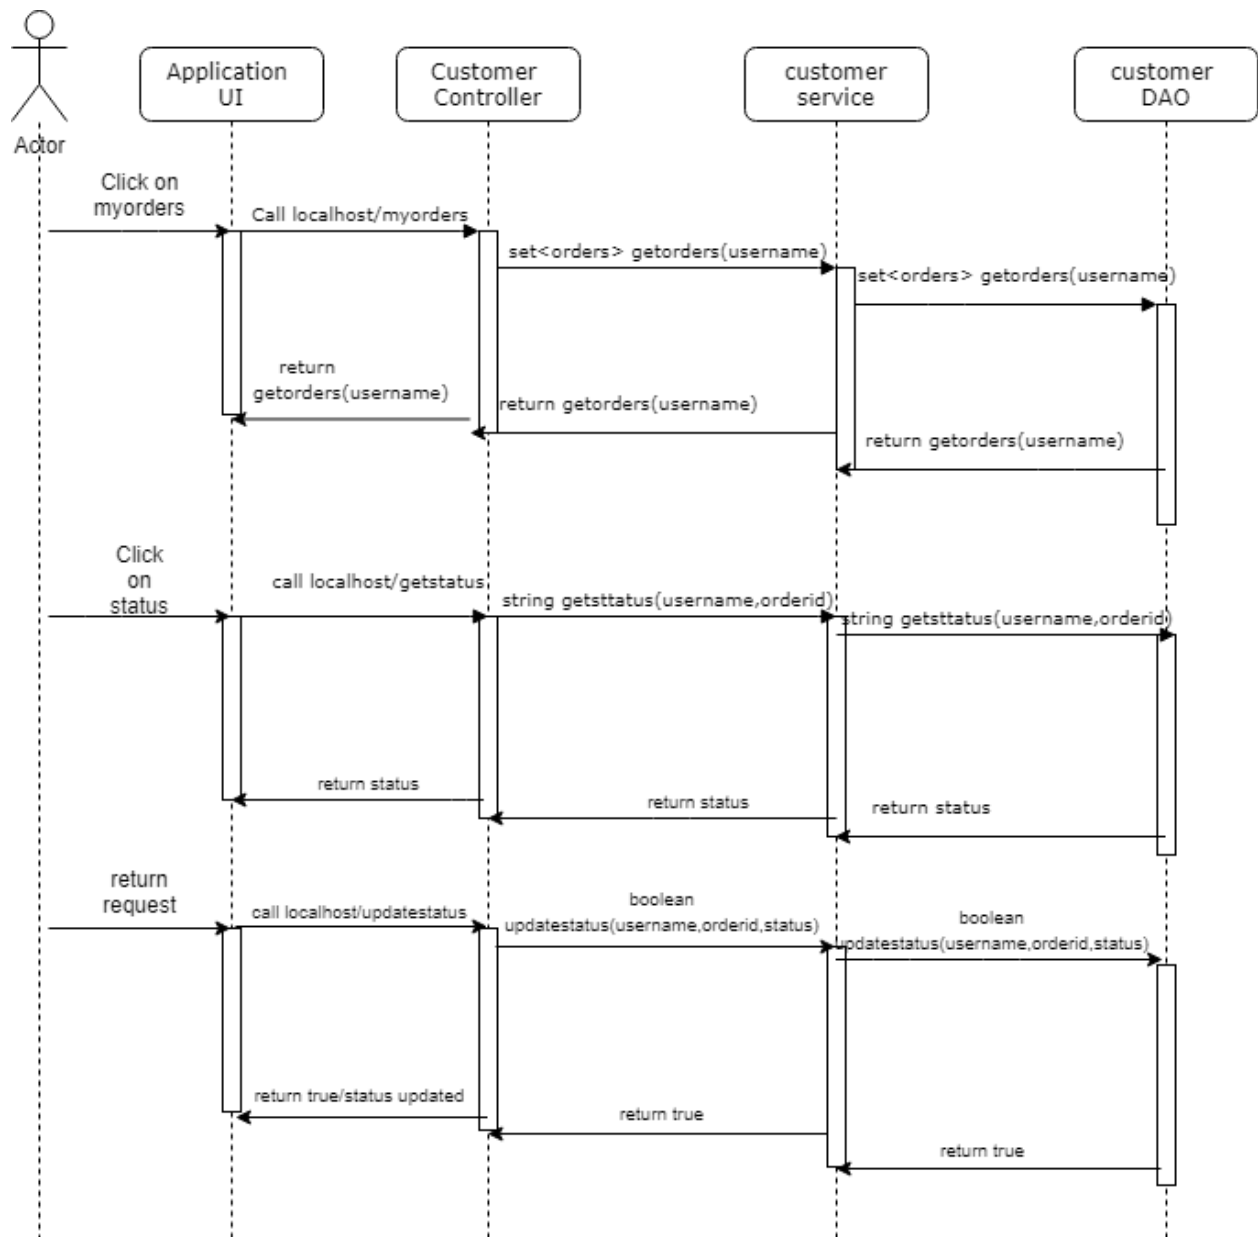 Application
UI
Customer
Controller
customer
service
customer
DAO
Actor
Click on
myorders
Call localhost/myorders
set<orders> getorders(username)
set<orders> getorders(username)
return
getorders(username)
return getorders(username)
return getorders(username)
Click
on
status
call localhost/getstatus
string getsttatus(username,orderid)
string getsttatus(username,orderid)
return status
return status
return status
return
request
call localhost/updatestatus
boolean
updatestatus(username,orderid,status)
boolean
updatestatus(username,orderid,status)
return true/status updated
return true
return true